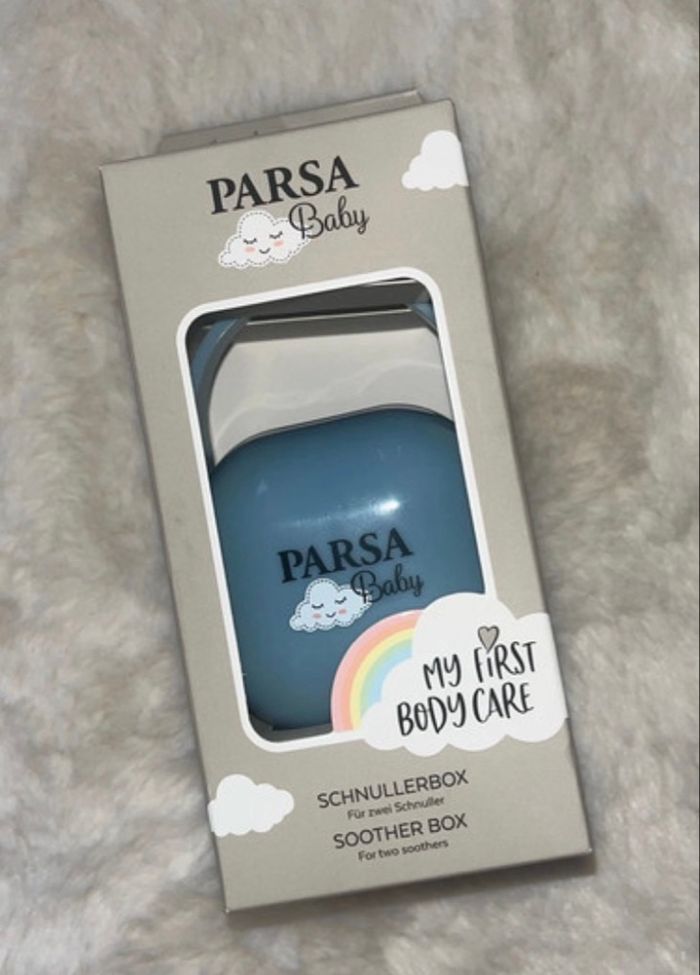 PARSA
Baby
PARSA
Baby
MY FIRST
BODY CARE
SCHNULLERBOX
Für zwei Schnuller
SOOTHER BOX
For two soothers